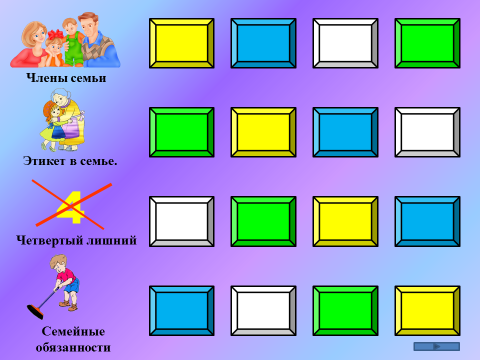 Члены семьи
Этикет в семье.
4
Четвертый лишний
Семейные
обязанности